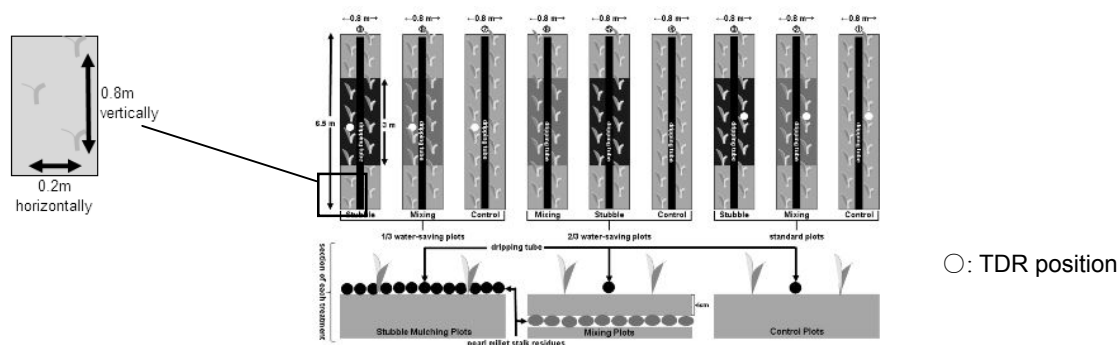 ←0.8 m→ ←0.8 m→ ←0.8 m→ ←0.8 m→ ←0.8 m→ ←0.8 m→ ←0.8 m→ ←0.8 m→ ←0.8 m→
0.8m
vertically
0.2m
horizontally
6.5 m
dripping tube dripping tube dripping tube dripping tube dripping tube dripping tube dripping tube dripping tube dripping tube
Stubble Mixing Control Mixing Stubble Control Stubble Mixing Control
1/3 water-saving plots 2/3 water-saving plots standard plots
dripping tube
section of each treatment
Stubble Mulching Plots Mixing Plots Control Plots
pearl millet stalk residues
○: TDR position